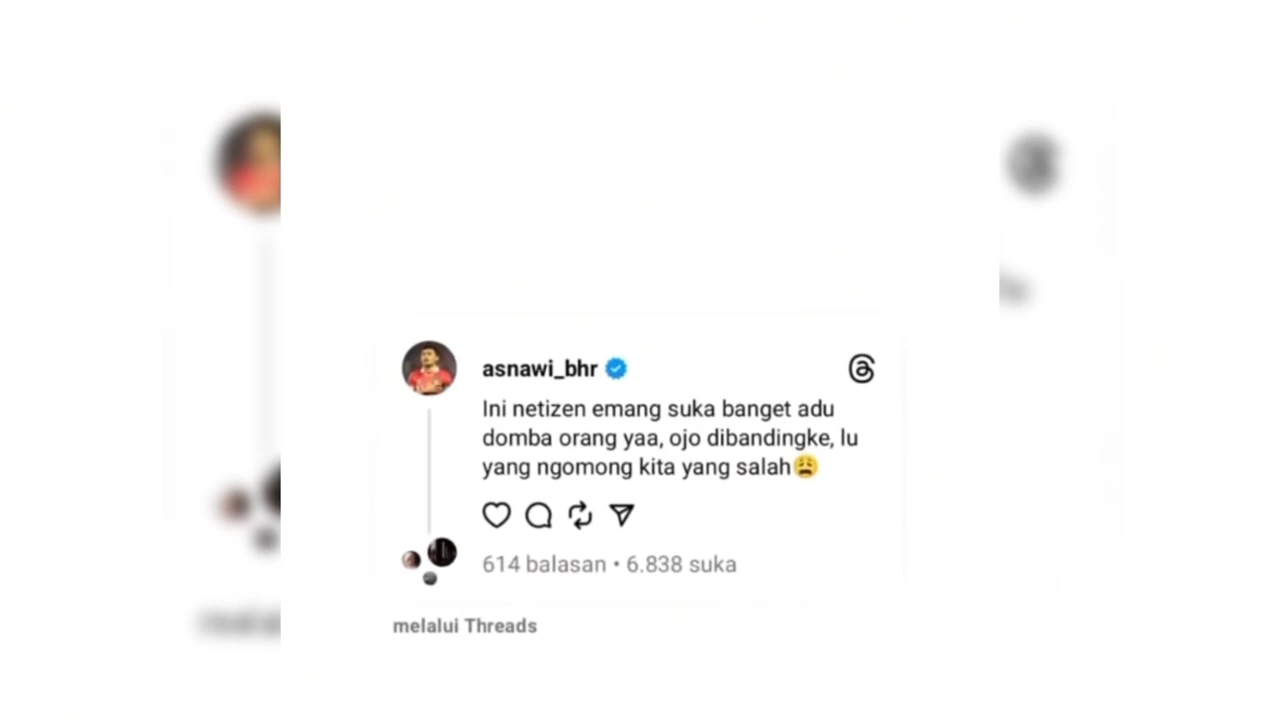 asnawi_bhr
Ini netizen emang suka banget adu
domba orang yaa, ojo dibandingke, lu
yang ngomong kita yang salah😩
614 balasan • 6.838 suka
melalui Threads